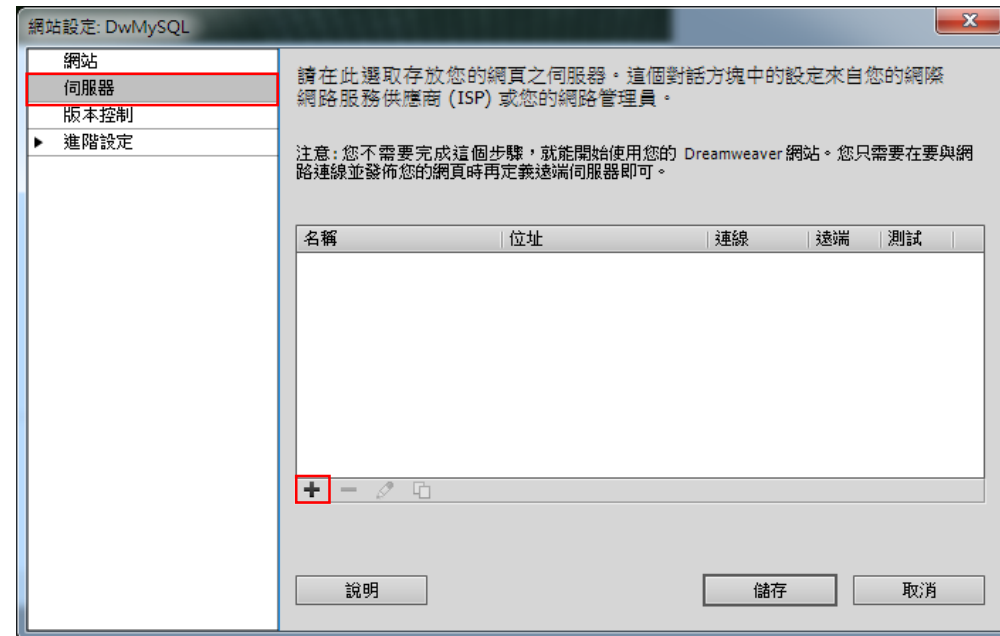 網站設定: DwMySQL
網站
伺服器
版本控制
進階設定
請在此選取存放您的網頁之伺服器。這個對話方塊中的設定來自您的網際
網路服務供應商 (ISP) 或您的網路管理員。
注意: 您不需要完成這個步驟，就能開始使用您的 Dreamweaver 網站。您只需要在要與網
路連線並發佈您的網頁時再定義遠端伺服器即可。
名稱 位址 連線 遠端 測試
說明 儲存 取消